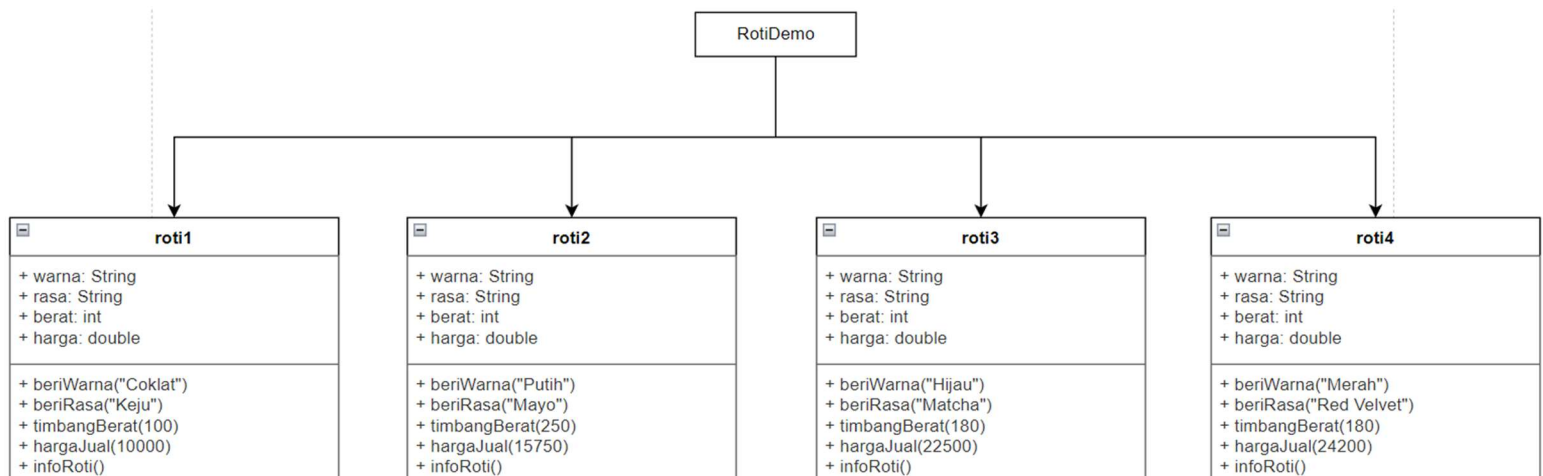 RotiDemo
roti1
+ warna: String
+ rasa: String
+ berat: int
+ harga: double
+ beriWarna("Coklat")
+ beriRasa("Keju")
+ timbangBerat(100)
+ hargaJual(10000)
+ infoRoti()
roti2
+ warna: String
+ rasa: String
+ berat: int
+ harga: double
+ beriWarna("Putih")
+ beriRasa("Mayo")
+ timbangBerat(250)
+ hargaJual(15750)
+ infoRoti()
roti3
+ warna: String
+ rasa: String
+ berat: int
+ harga: double
+ beriWarna("Hijau")
+ beriRasa("Matcha")
+ timbangBerat(180)
+ hargaJual(22500)
+ infoRoti()
roti4
+ warna: String
+ rasa: String
+ berat: int
+ harga: double
+ beriWarna("Merah")
+ beriRasa("Red Velvet")
+ timbangBerat(180)
+ hargaJual(24200)
+ infoRoti()